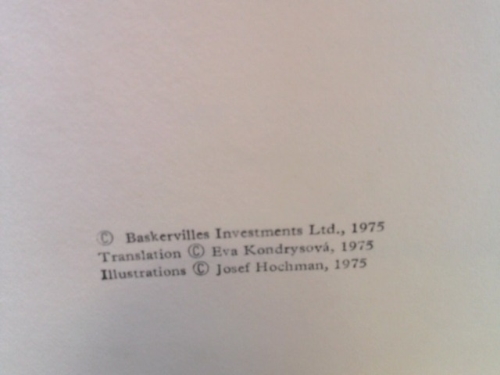 © Baskervilles Investments Ltd., 1975
Translation © Eva Kondrysová, 1975
Illustrations © Josef Hochman, 1975